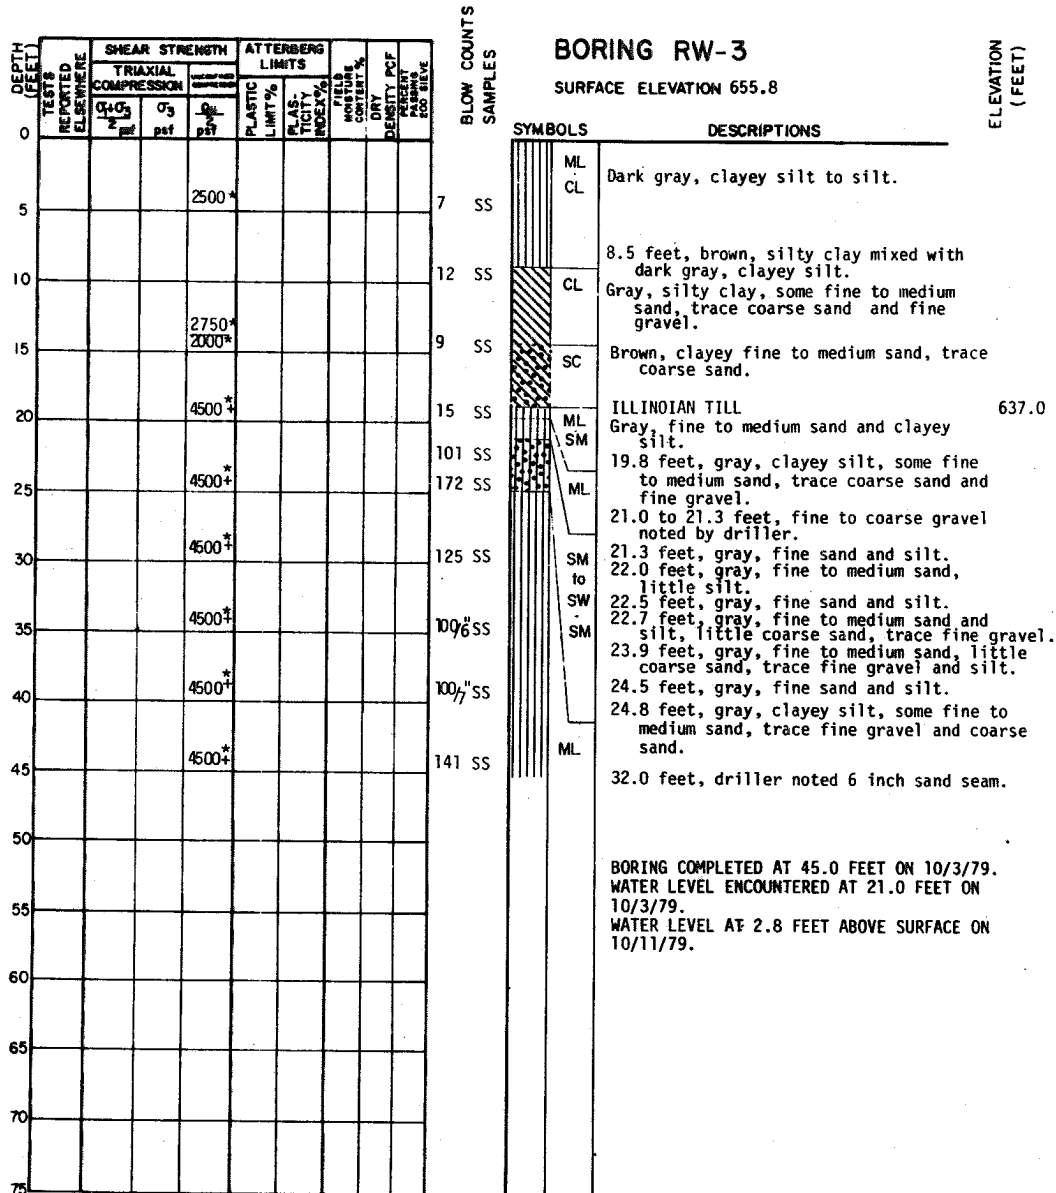 BORING RW-3
SURFACE ELEVATION 655.8
DEPTH (FEET)
TESTS REPORTED ELSEWHERE
SHEAR STRENGTH
TRIAXIAL COMPRESSION
σ3 psf
psf
ATTERBERG LIMITS
PLASTIC LIMIT %
PLAS-TICITY INDEX %
FIELD MOISTURE CONTENT %
DRY DENSITY PCF
PERCENT PASSING 200 SIEVE
BLOW COUNTS
SAMPLES
SYMBOLS
DESCRIPTIONS
ELEVATION (FEET)
0
ML
CL
Dark gray, clayey silt to silt.
2500*
5
7 SS
8.5 feet, brown, silty clay mixed with
dark gray, clayey silt.
10
12 SS
CL
Gray, silty clay, some fine to medium
sand, trace coarse sand and fine
gravel.
2750*
2000*
15
9 SS
SC
Brown, clayey fine to medium sand, trace
coarse sand.
ILLINOIAN TILL 637.0
4500+*
20
15 SS
ML
SM
Gray, fine to medium sand and clayey
silt.
101 SS
19.8 feet, gray, clayey silt, some fine
to medium sand, trace coarse sand and
fine gravel.
4500+*
25
172 SS
ML
21.0 to 21.3 feet, fine to coarse gravel
noted by driller.
4500+*
30
125 SS
SM
to
SW
-
SM
21.3 feet, gray, fine sand and silt.
22.0 feet, gray, fine to medium sand,
little silt.
22.5 feet, gray, fine sand and silt.
22.7 feet, gray, fine to medium sand and
silt, little coarse sand, trace fine gravel.
4500+*
35
100/6" SS
23.9 feet, gray, fine to medium sand, little
coarse sand, trace fine gravel and silt.
24.5 feet, gray, fine sand and silt.
4500+*
40
100/7" SS
24.8 feet, gray, clayey silt, some fine to
medium sand, trace fine gravel and coarse
sand.
4500+*
45
141 SS
ML
32.0 feet, driller noted 6 inch sand seam.
50
BORING COMPLETED AT 45.0 FEET ON 10/3/79.
WATER LEVEL ENCOUNTERED AT 21.0 FEET ON
10/3/79.
WATER LEVEL AT 2.8 FEET ABOVE SURFACE ON
10/11/79.
55
60
65
70
75